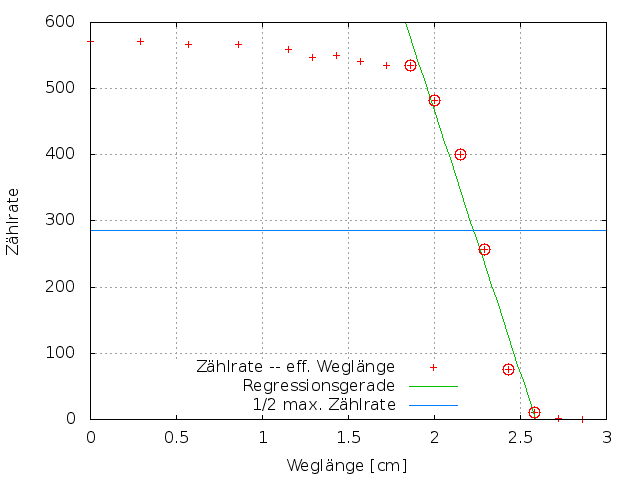 600
500
400
300
200
100
0
Zählrate
Zählrate -- eff. Weglänge
Regressionsgerade
1/2 max. Zählrate
0 0.5 1 1.5 2 2.5 3
Weglänge [cm]